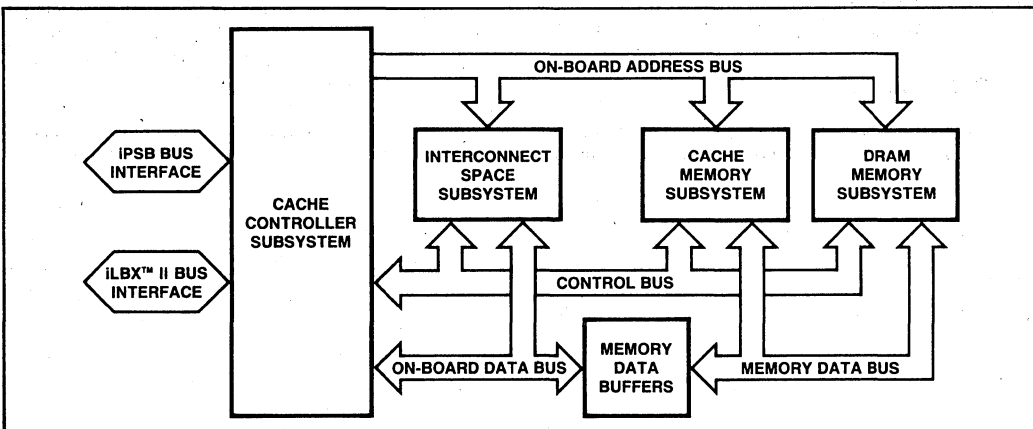 ON-BOARD ADDRESS BUS
iPSB BUS
INTERFACE
iLBX™ II BUS
INTERFACE
CACHE
CONTROLLER
SUBSYSTEM
INTERCONNECT
SPACE
SUBSYSTEM
CACHE
MEMORY
SUBSYSTEM
DRAM
MEMORY
SUBSYSTEM
CONTROL BUS
ON-BOARD DATA BUS
MEMORY
DATA
BUFFERS
MEMORY DATA BUS